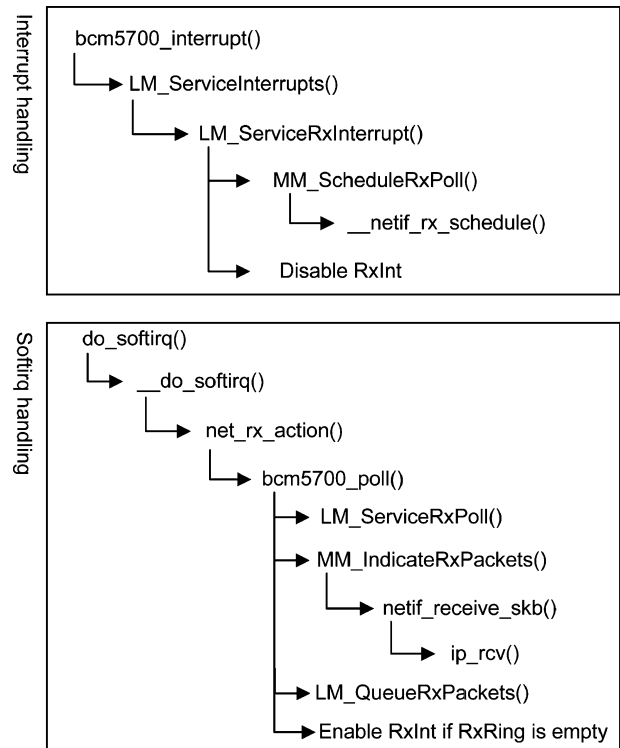 Interrupt handling
bcm5700_interrupt()
LM_ServiceInterrupts()
LM_ServiceRxInterrupt()
MM_ScheduleRxPoll()
__netif_rx_schedule()
Disable RxInt
Softirq handling
do_softirq()
__do_softirq()
net_rx_action()
bcm5700_poll()
LM_ServiceRxPoll()
MM_IndicateRxPackets()
netif_receive_skb()
ip_rcv()
LM_QueueRxPackets()
Enable RxInt if RxRing is empty